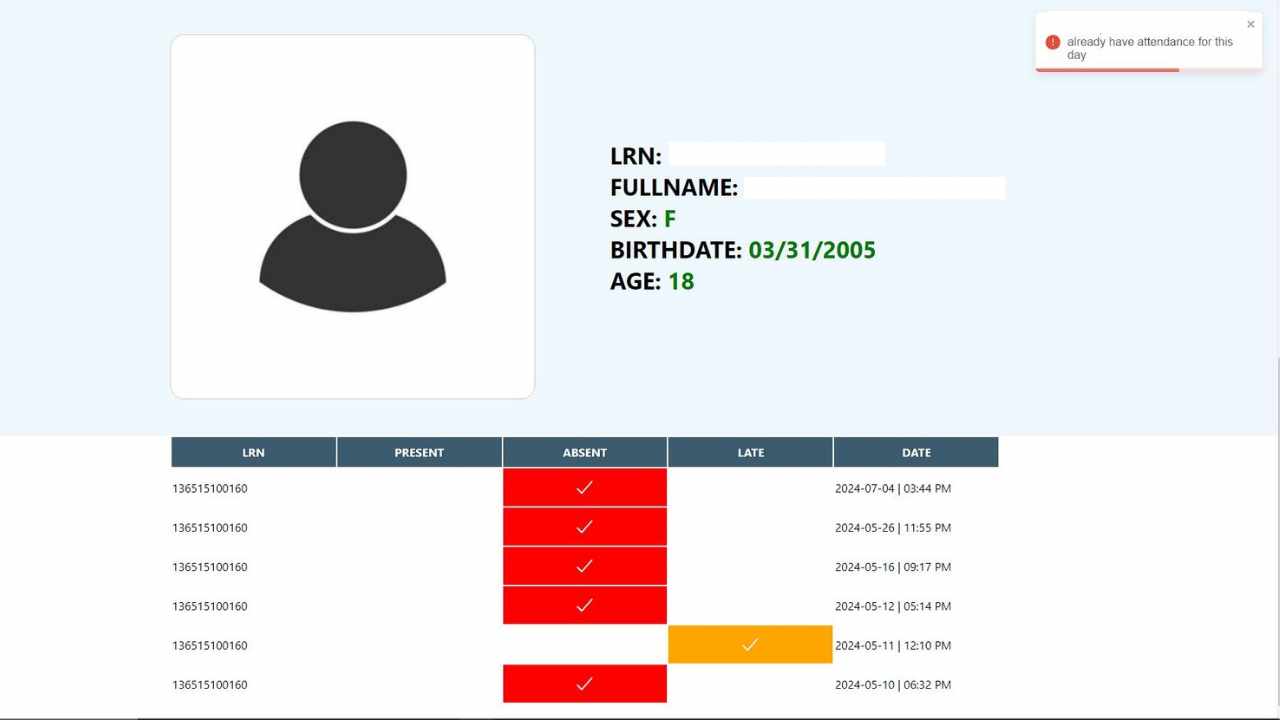 already have attendance for this
day
LRN:
FULLNAME:
SEX: F
BIRTHDATE: 03/31/2005
AGE: 18
LRN PRESENT ABSENT LATE DATE
136515100160 2024-07-04 | 03:44 PM
136515100160 2024-05-26 | 11:55 PM
136515100160 2024-05-16 | 09:17 PM
136515100160 2024-05-12 | 05:14 PM
136515100160 2024-05-11 | 12:10 PM
136515100160 2024-05-10 | 06:32 PM